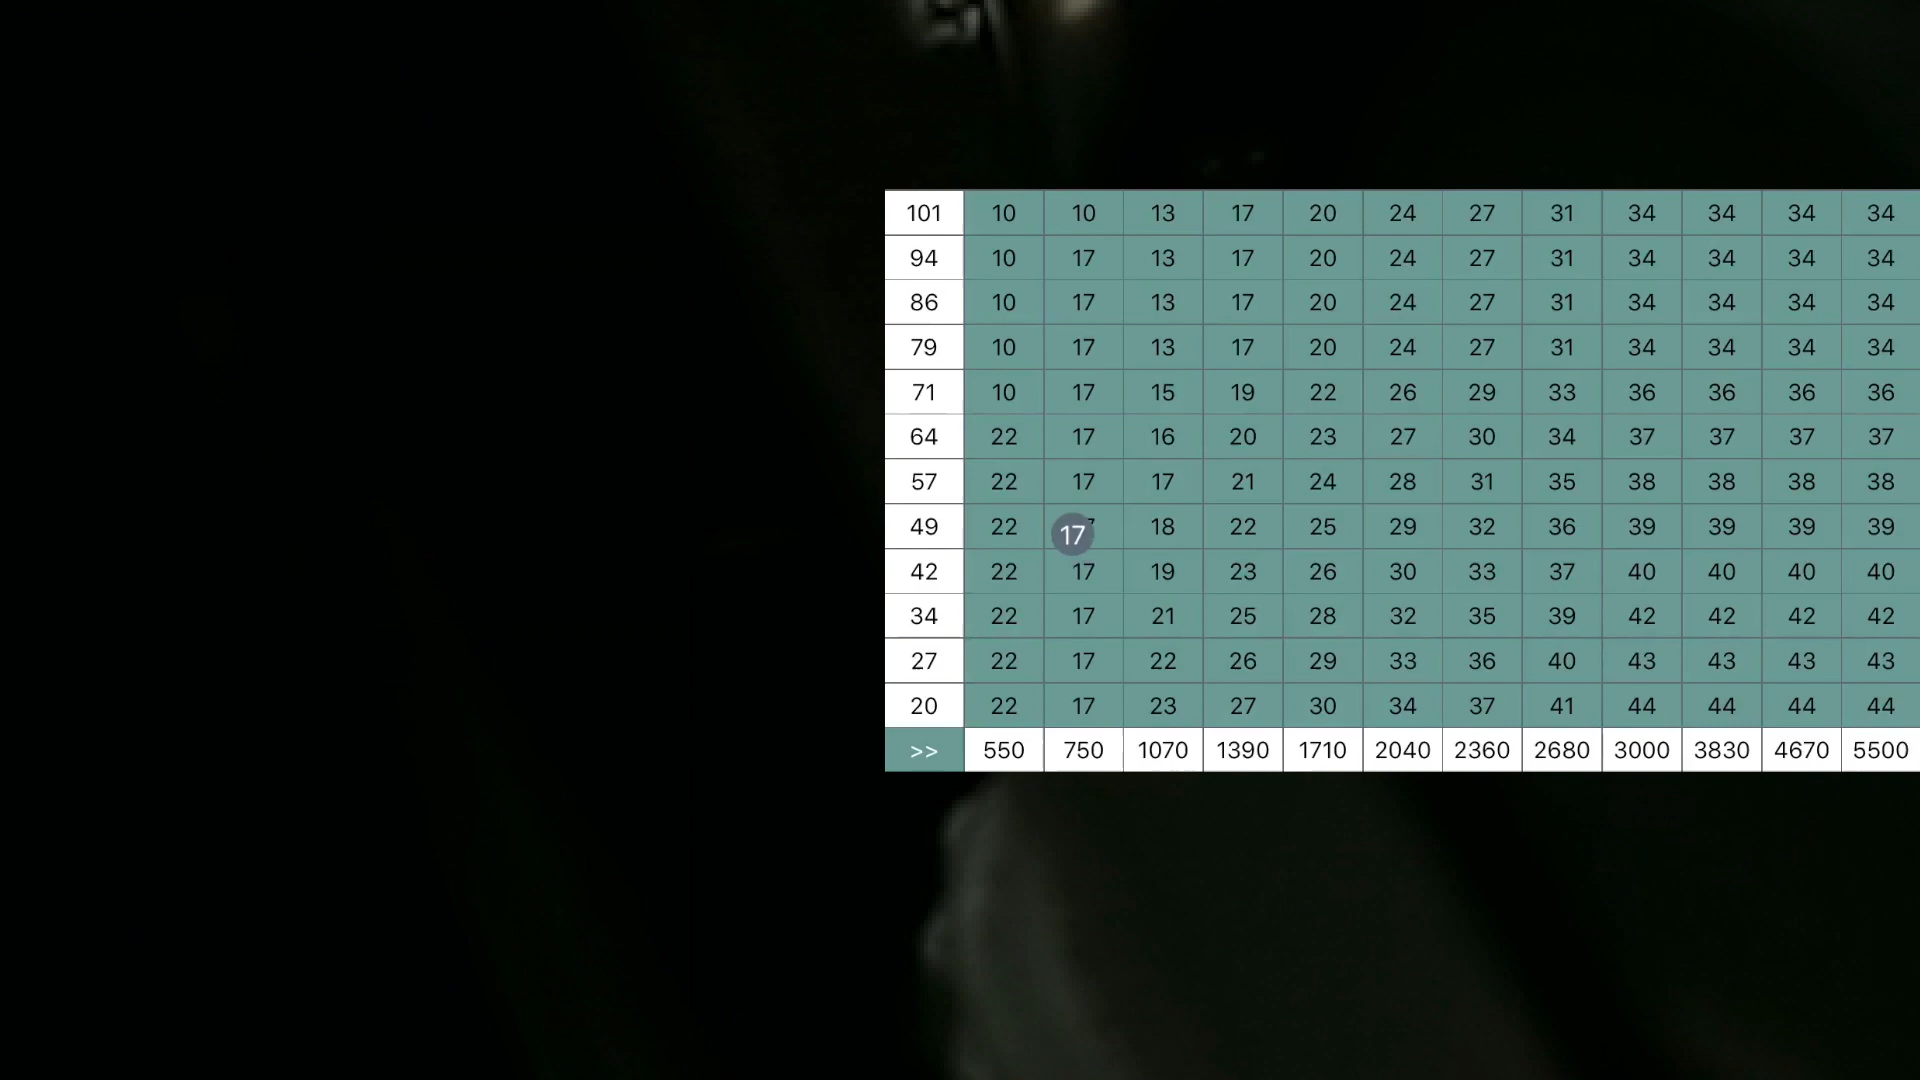 101 10 10 13 17 20 24 27 31 34 34 34 34
94 10 17 13 17 20 24 27 31 34 34 34 34
86 10 17 13 17 20 24 27 31 34 34 34 34
79 10 17 13 17 20 24 27 31 34 34 34 34
71 10 17 15 19 22 26 29 33 36 36 36 36
64 22 17 16 20 23 27 30 34 37 37 37 37
57 22 17 17 21 24 28 31 35 38 38 38 38
49 22 17 18 22 25 29 32 36 39 39 39 39
42 22 17 19 23 26 30 33 37 40 40 40 40
34 22 17 21 25 28 32 35 39 42 42 42 42
27 22 17 22 26 29 33 36 40 43 43 43 43
20 22 17 23 27 30 34 37 41 44 44 44 44
>> 550 750 1070 1390 1710 2040 2360 2680 3000 3830 4670 5500